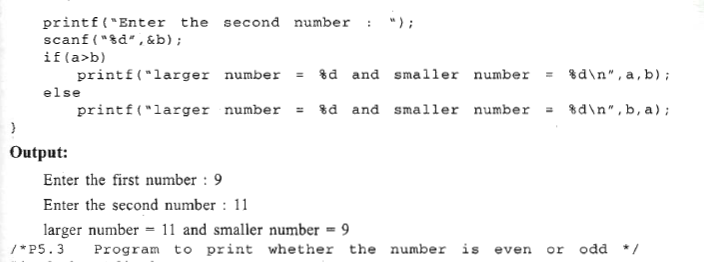 printf("Enter the second number : ");
scanf("%d",&b);
if(a>b)
printf("larger number = %d and smaller number = %d\n",a,b);
else
printf("larger number = %d and smaller number = %d\n",b,a);
}
Output:
Enter the first number : 9
Enter the second number : 11
larger number = 11 and smaller number = 9
/*P5.3 Program to print whether the number is even or odd */